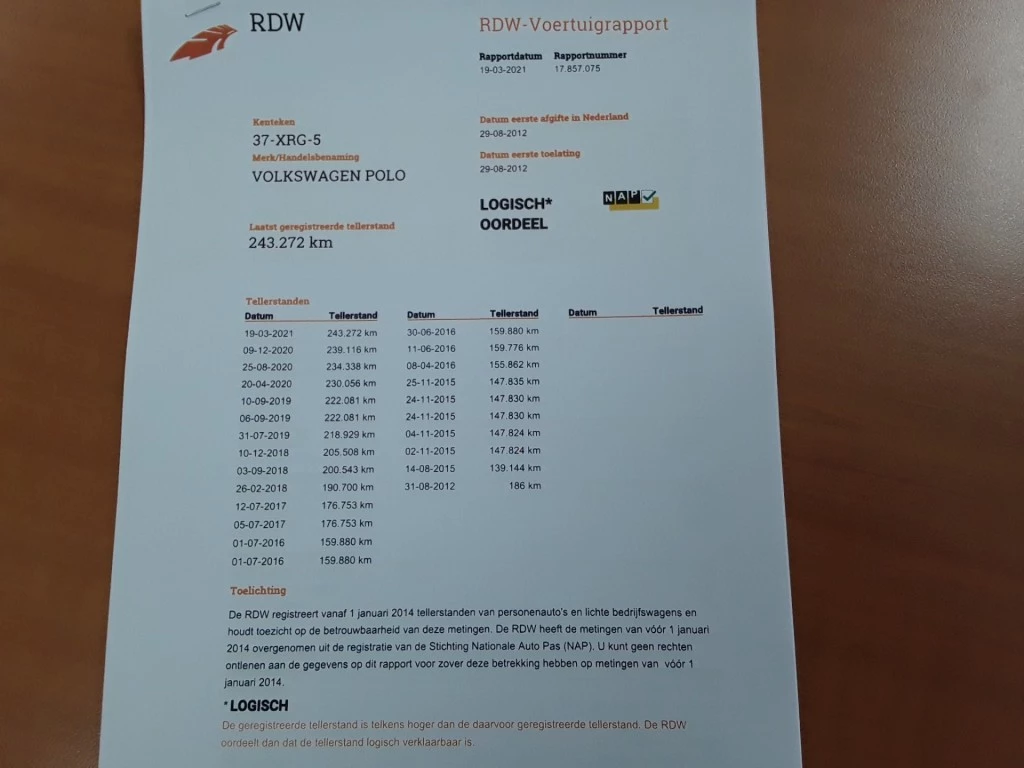 RDW
RDW-Voertuigrapport
Rapportdatum Rapportnummer
19-03-2021 17.857.075
Kenteken
37-XRG-5
Merk/Handelsbenaming
VOLKSWAGEN POLO
Datum eerste afgifte in Nederland
29-08-2012
Datum eerste toelating
29-08-2012
LOGISCH*
OORDEEL
NAP
Laatst geregistreerde tellerstand
243.272 km
Tellerstanden
Datum Tellerstand Datum Tellerstand Datum Tellerstand
19-03-2021 243.272 km 30-06-2016 159.880 km
09-12-2020 239.116 km 11-06-2016 159.776 km
25-08-2020 234.338 km 08-04-2016 155.862 km
20-04-2020 230.056 km 25-11-2015 147.835 km
10-09-2019 222.081 km 24-11-2015 147.830 km
06-09-2019 222.081 km 24-11-2015 147.830 km
31-07-2019 218.929 km 04-11-2015 147.824 km
10-12-2018 205.508 km 02-11-2015 147.824 km
03-09-2018 200.543 km 14-08-2015 139.144 km
26-02-2018 190.700 km 31-08-2012 186 km
12-07-2017 176.753 km
05-07-2017 176.753 km
01-07-2016 159.880 km
01-07-2016 159.880 km
Toelichting
De RDW registreert vanaf 1 januari 2014 tellerstanden van personenauto's en lichte bedrijfswagens en
houdt toezicht op de betrouwbaarheid van deze metingen. De RDW heeft de metingen van vóór 1 januari
2014 overgenomen uit de registratie van de Stichting Nationale Auto Pas (NAP). U kunt geen rechten
ontlenen aan de gegevens op dit rapport voor zover deze betrekking hebben op metingen van vóór 1
januari 2014.
*LOGISCH
De geregistreerde tellerstand is telkens hoger dan de daarvoor geregistreerde tellerstand. De RDW
oordeelt dan dat de tellerstand logisch verklaarbaar is.